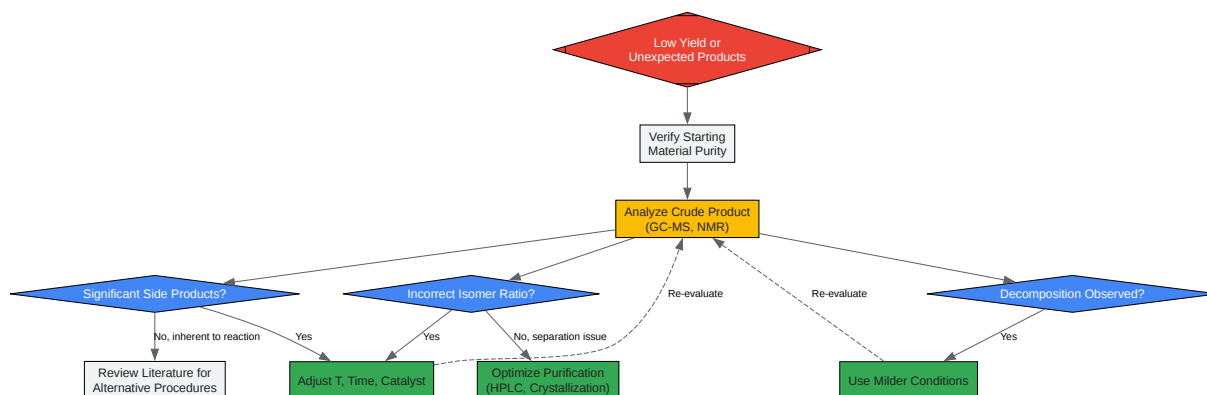 Low Yield or
Unexpected Products
Verify Starting
Material Purity
Analyze Crude Product
(GC-MS, NMR)
Significant Side Products?
Incorrect Isomer Ratio?
Re-evaluate
Re-evaluate
Decomposition Observed?
No, inherent to reaction
Yes
Yes
No, separation issue
Yes
Review Literature for
Alternative Procedures
Adjust T, Time, Catalyst
Optimize Purification
(HPLC, Crystallization)
Use Milder Conditions